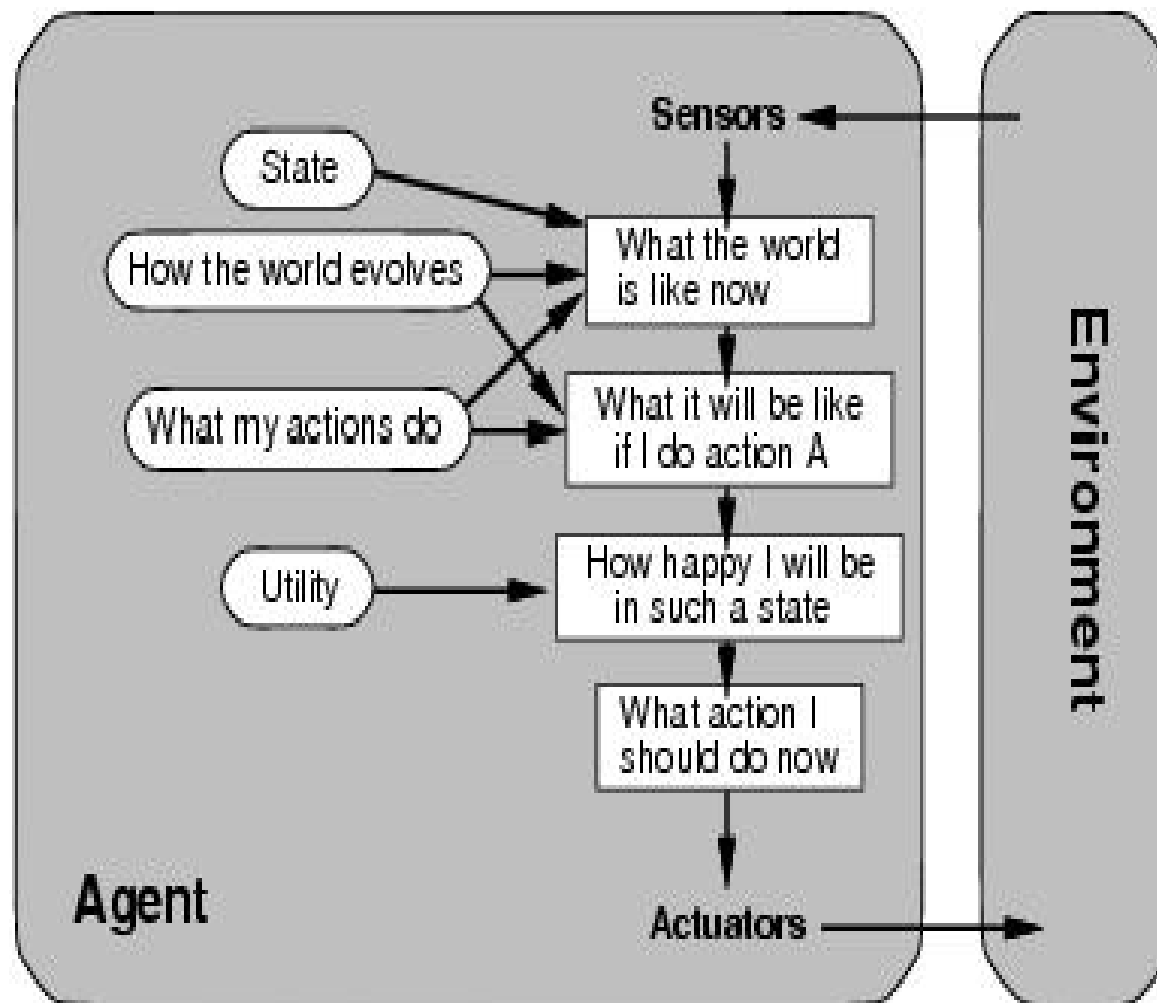 Sensors
State
What the world
is like now
How the world evolves
What it will be like
if I do action A
What my actions do
How happy I will be
in such a state
Utility
What action I
should do now
Agent
Actuators
Environment